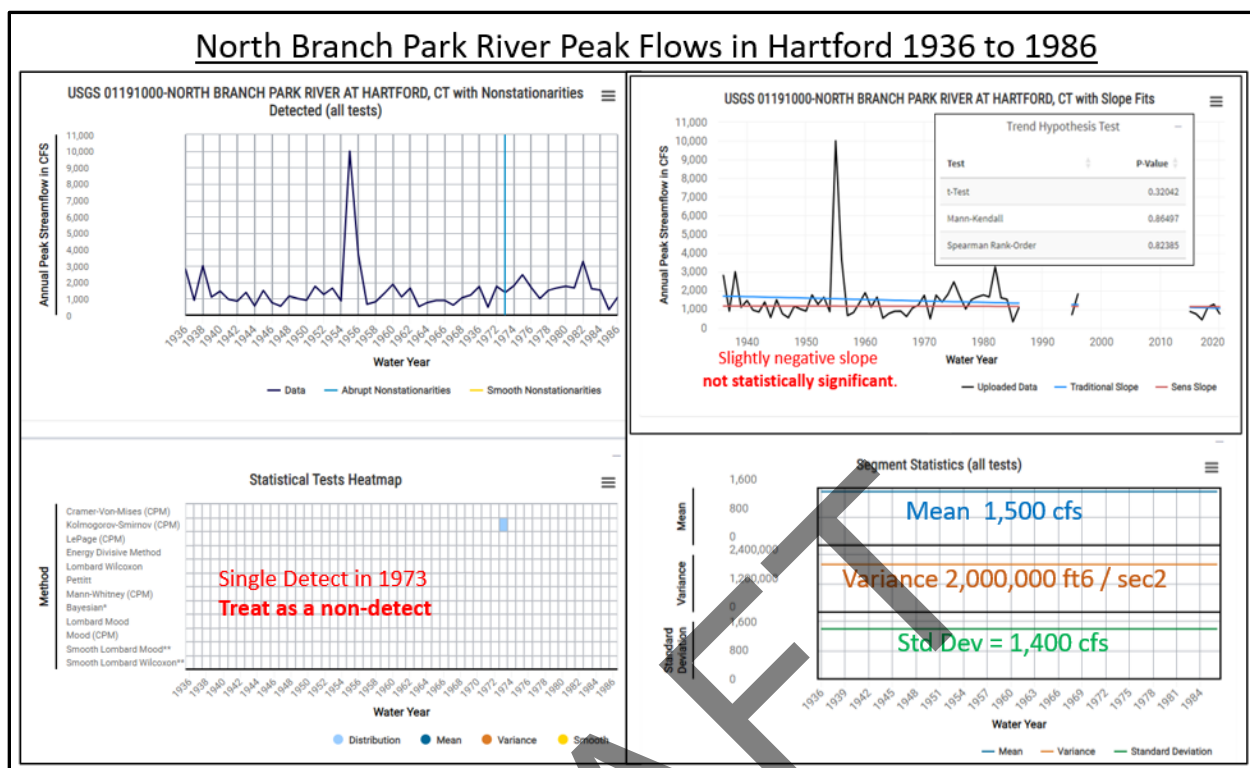 North Branch Park River Peak Flows in Hartford 1936 to 1986
USGS 01191000-NORTH BRANCH PARK RIVER AT HARTFORD, CT with Nonstationarities
Detected (all tests)
Annual Peak Streamflow in CFS
11,000
10,000
9,000
8,000
7,000
6,000
5,000
4,000
3,000
2,000
1,000
0
1936 1938 1940 1942 1944 1946 1948 1950 1952 1954 1956 1958 1960 1962 1964 1966 1968 1970 1972 1974 1976 1978 1980 1982 1984 1986
Water Year
Data Abrupt Nonstationarities Smooth Nonstationarities
USGS 01191000-NORTH BRANCH PARK RIVER AT HARTFORD, CT with Slope Fits
Annual Peak Streamflow in CFS
11,000
10,000
9,000
8,000
7,000
6,000
5,000
4,000
3,000
2,000
1,000
0
Trend Hypothesis Test
Test P-Value
t-Test 0.32042
Mann-Kendall 0.86497
Spearman Rank-Order 0.82385
1940 1950 1960 1970 1980 1990 2000 2010 2020
Slightly negative slope
not statistically significant.
Water Year
Uploaded Data Traditional Slope Sens Slope
Statistical Tests Heatmap
Method
Cramer-Von-Mises (CPM)
Kolmogorov-Smirnov (CPM)
LePage (CPM)
Energy Divisive Method
Lombard Wilcoxon
Pettitt
Mann-Whitney (CPM)
Bayesian*
Lombard Mood
Mood (CPM)
Smooth Lombard Mood**
Smooth Lombard Wilcoxon**
Single Detect in 1973
Treat as a non-detect
1936 1938 1940 1942 1944 1946 1948 1950 1952 1954 1956 1958 1960 1962 1964 1966 1968 1970 1972 1974 1976 1978 1980 1982 1984 1986
Water Year
Distribution Mean Variance Smooth
Segment Statistics (all tests)
Mean
1,600
800
0
Mean 1,500 cfs
Variance
2,400,000
1,200,000
0
Variance 2,000,000 ft6 / sec2
Standard
Deviation
1,600
800
0
Std Dev = 1,400 cfs
1936 1939 1942 1945 1948 1951 1954 1957 1960 1963 1966 1969 1972 1975 1978 1981 1984
Water Year
Mean Variance Standard Deviation